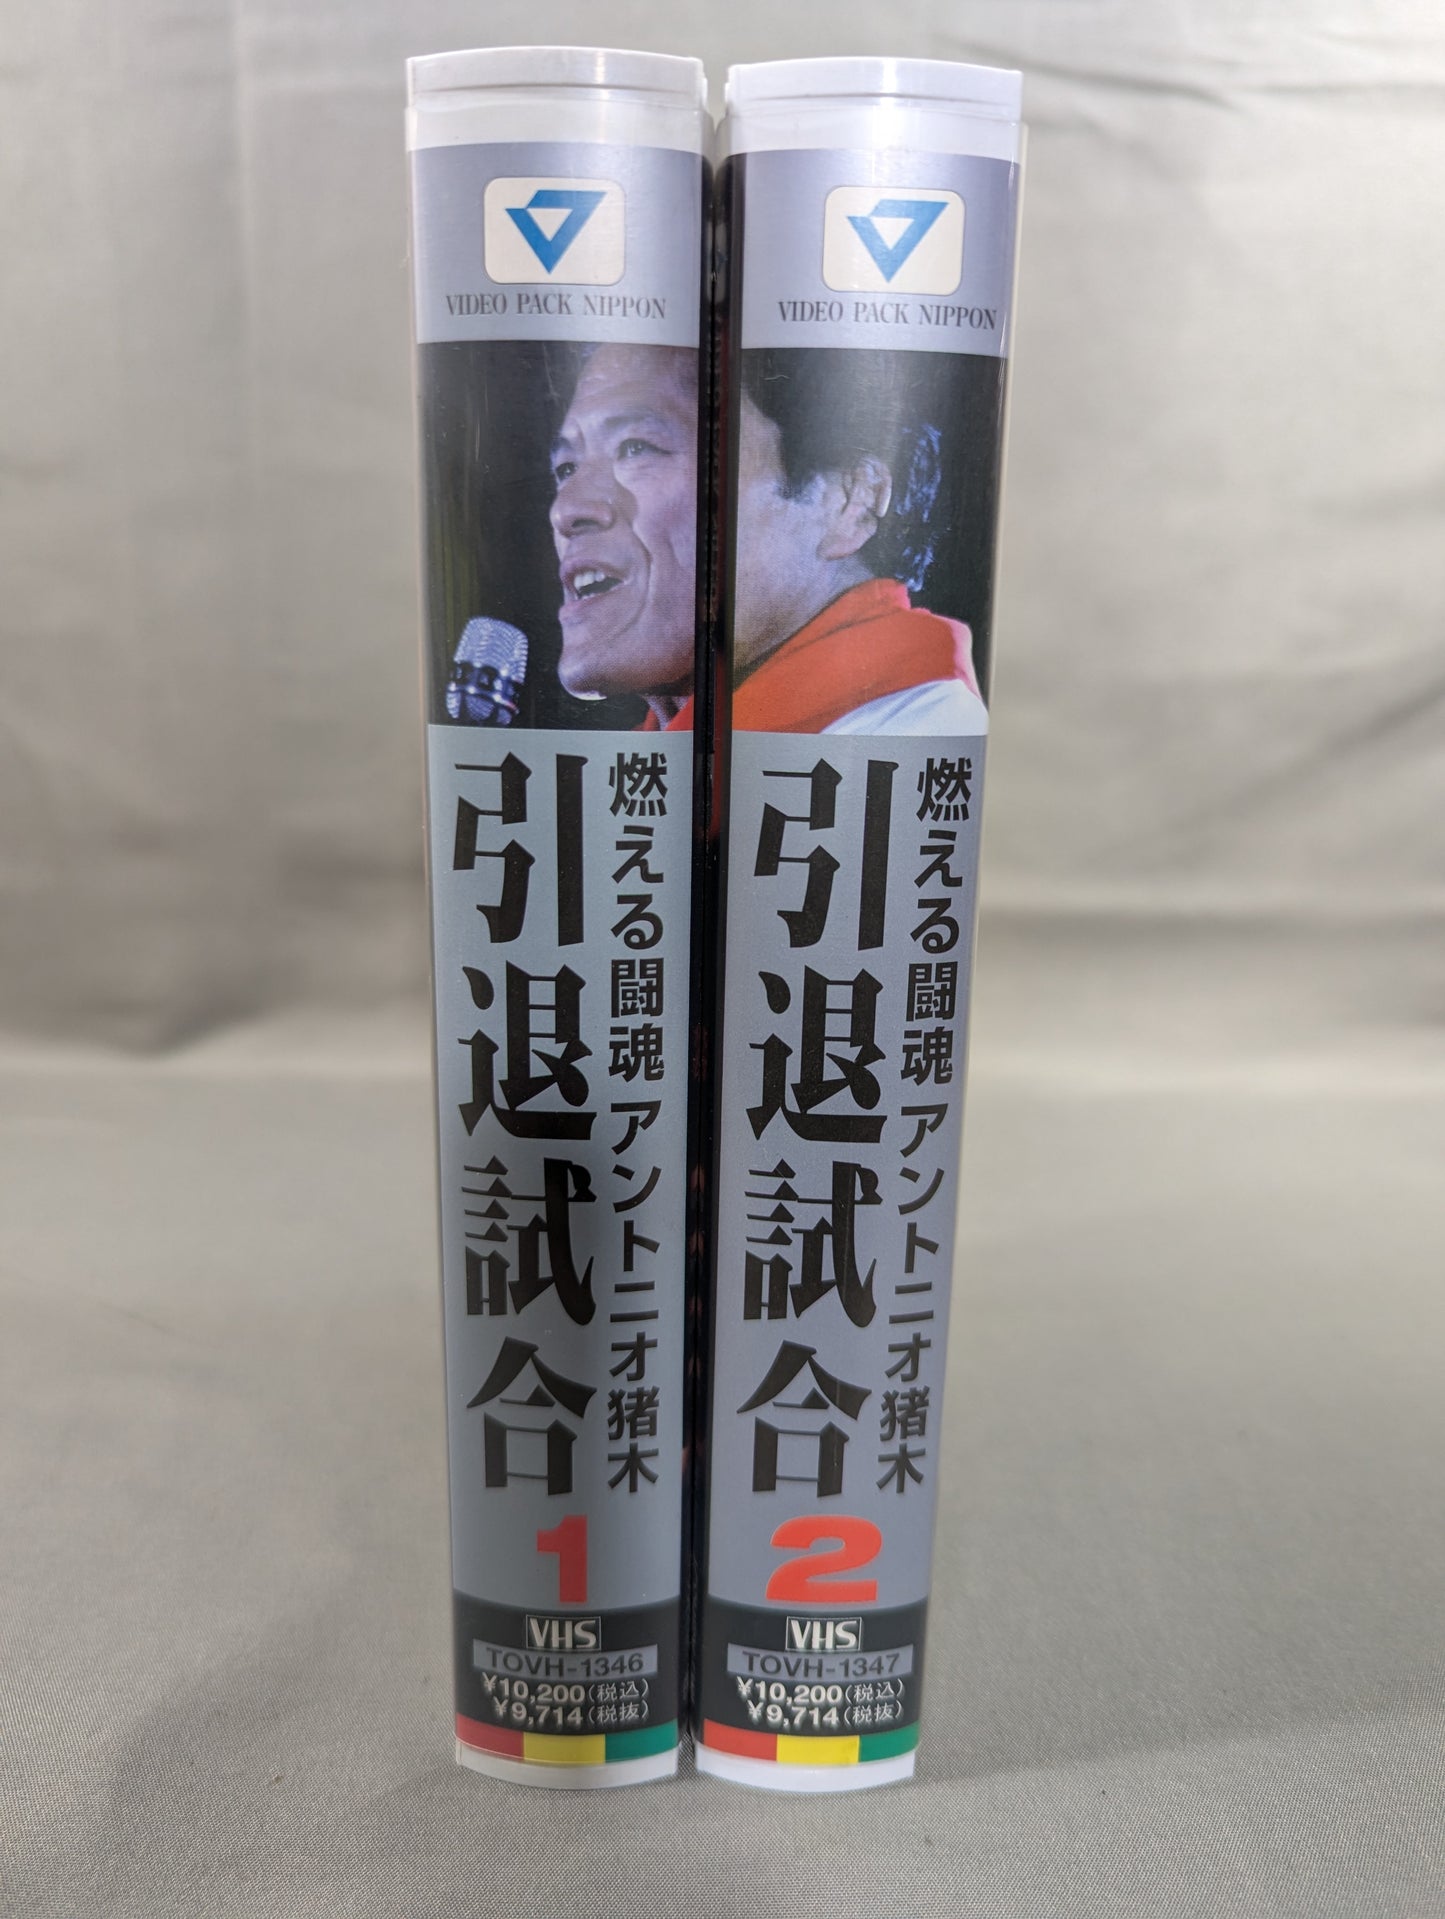 VIDEO PACK NIPPON
燃える闘魂 アントニオ猪木
引退試合
1
VHS
TOVH-1346
¥10,200(税込)
¥9,714(税抜)
VIDEO PACK NIPPON
燃える闘魂 アントニオ猪木
引退試合
2
VHS
TOVH-1347
¥10,200(税込)
¥9,714(税抜)